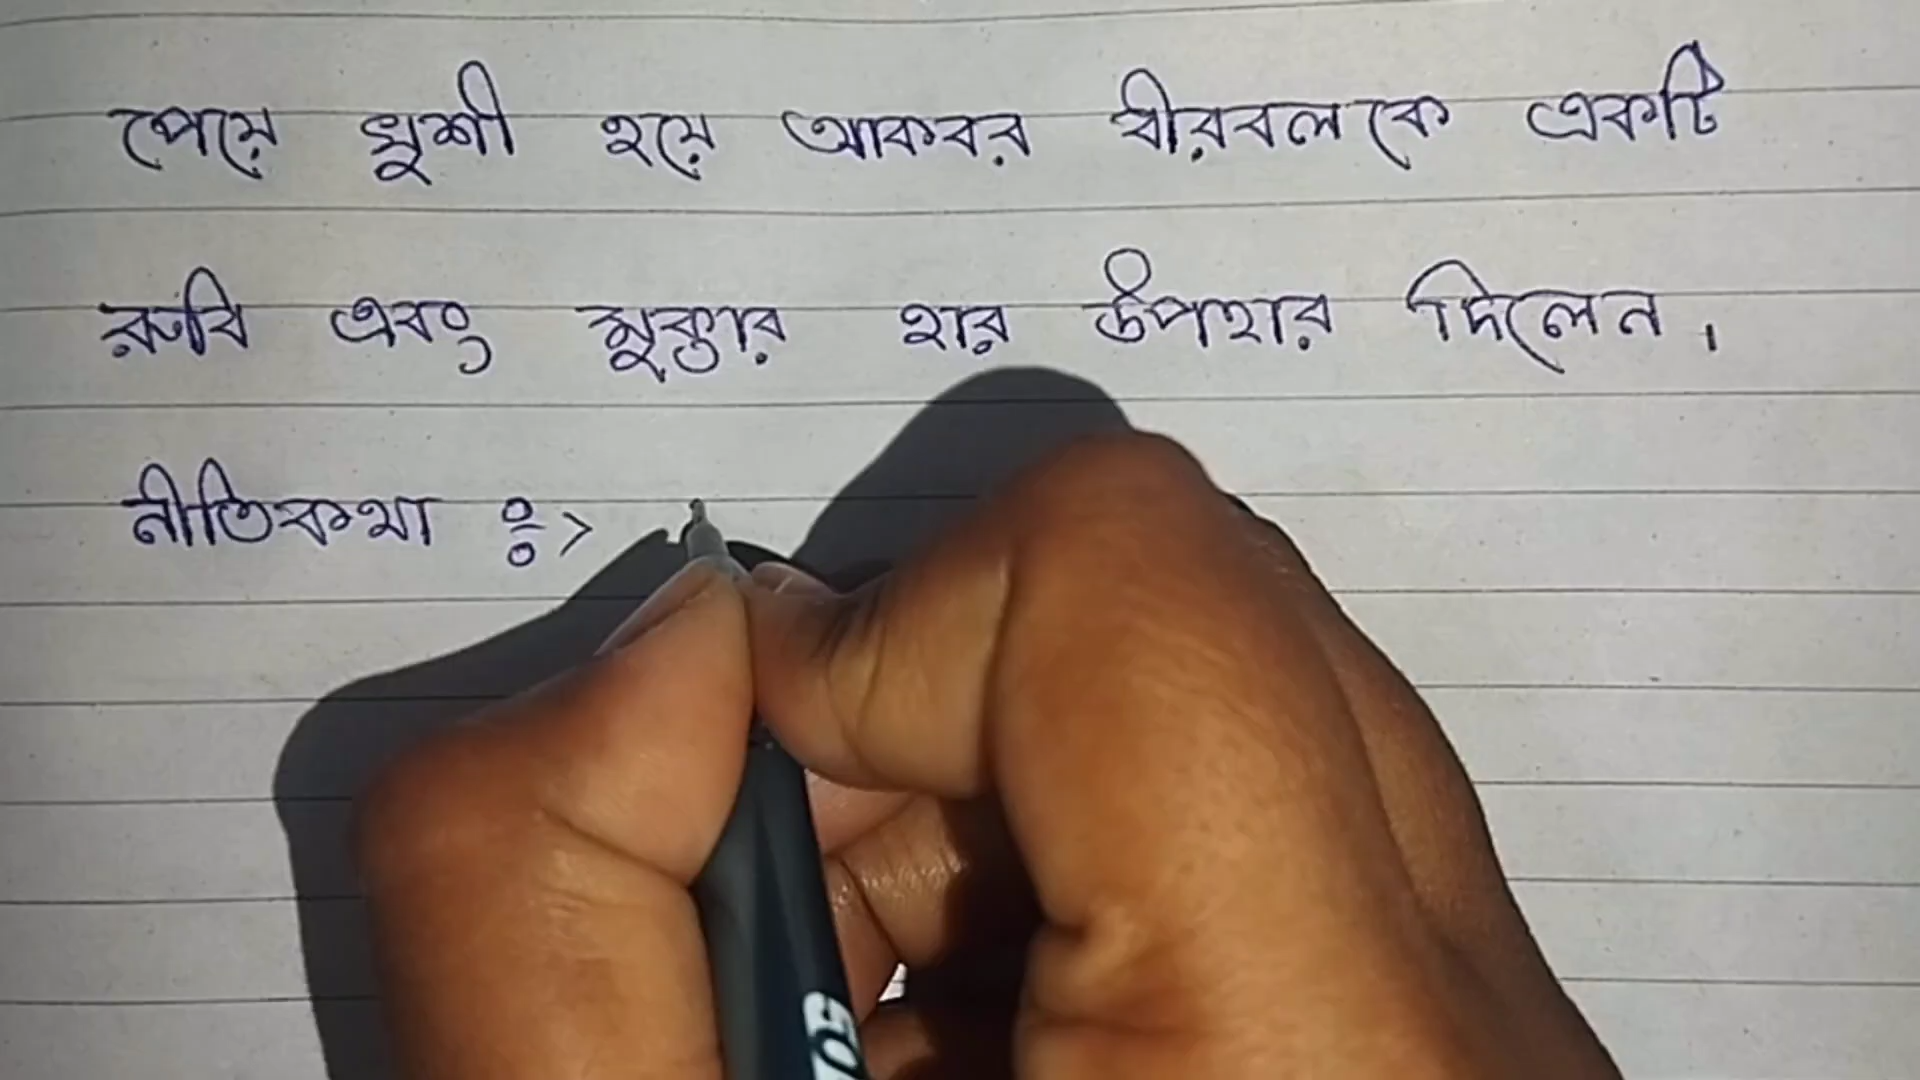 পেয়ে খুশী হয়ে আকবর বীরবলকে একটি
রুবি এবং মুক্তার হার উপহার দিলেন।
নীতিকথা ঃ>